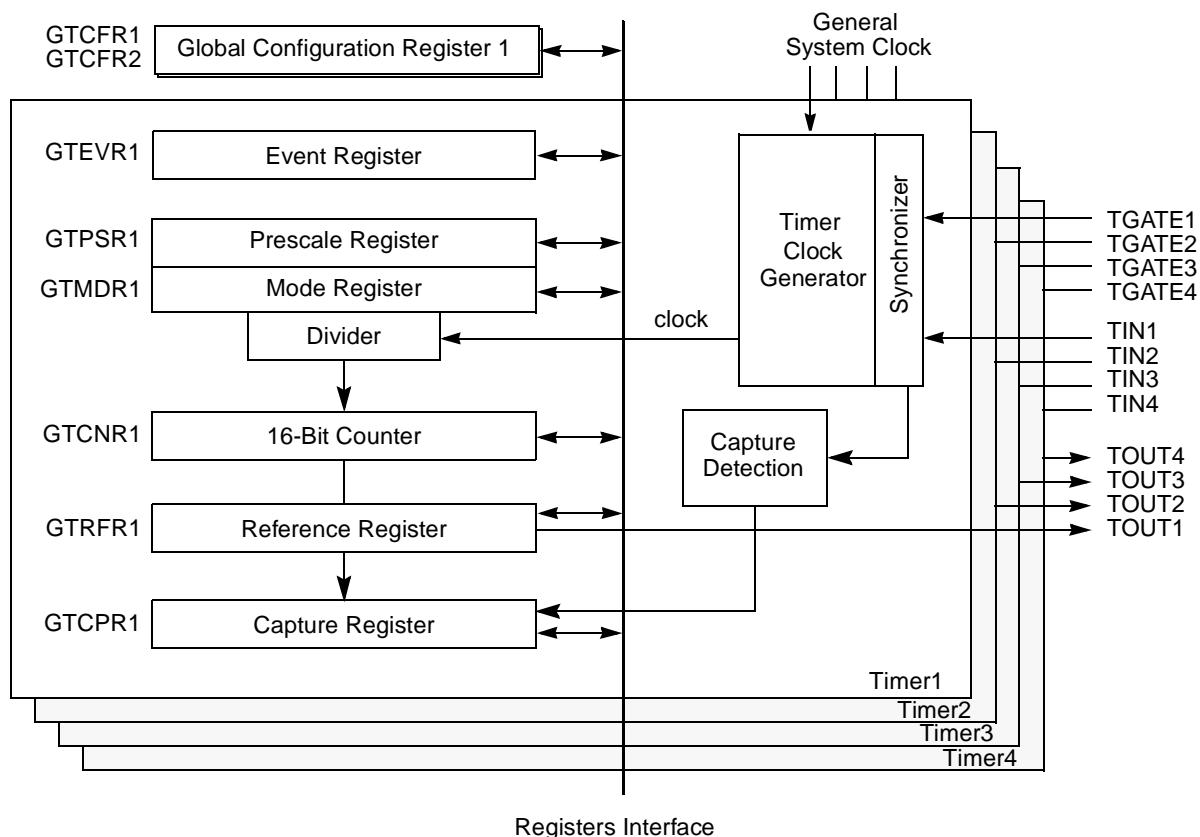 GTCFR1
GTCFR2
Global Configuration Register 1
General
System Clock
GTEVR1
Event Register
GTPSR1
Prescale Register
GTMDR1
Mode Register
Divider
clock
Timer
Clock
Generator
Synchronizer
TGATE1
TGATE2
TGATE3
TGATE4
TIN1
TIN2
TIN3
TIN4
GTCNR1
16-Bit Counter
Capture
Detection
TOUT4
TOUT3
TOUT2
TOUT1
GTRFR1
Reference Register
GTCPR1
Capture Register
Timer1
Timer2
Timer3
Timer4
Registers Interface